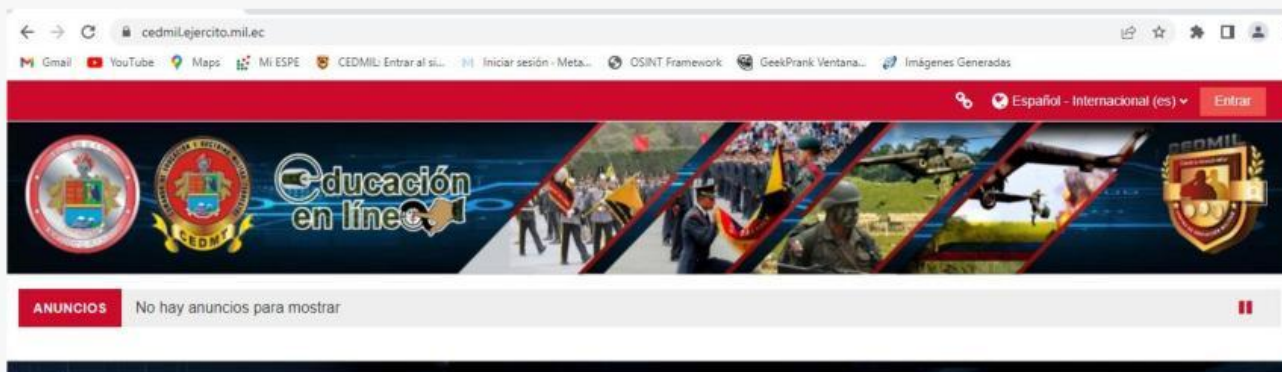 cedmil.ejercito.mil.ec
Gmail YouTube Maps Mi ESPE CEDMIL: Entrar al si... Iniciar sesión - Meta... OSINT Framework GeekPrank Ventana... Imágenes Generadas
Español - Internacional (es) Entrar
Educación
en línea
CEDMT
CEDMIL
ANUNCIOS No hay anuncios para mostrar